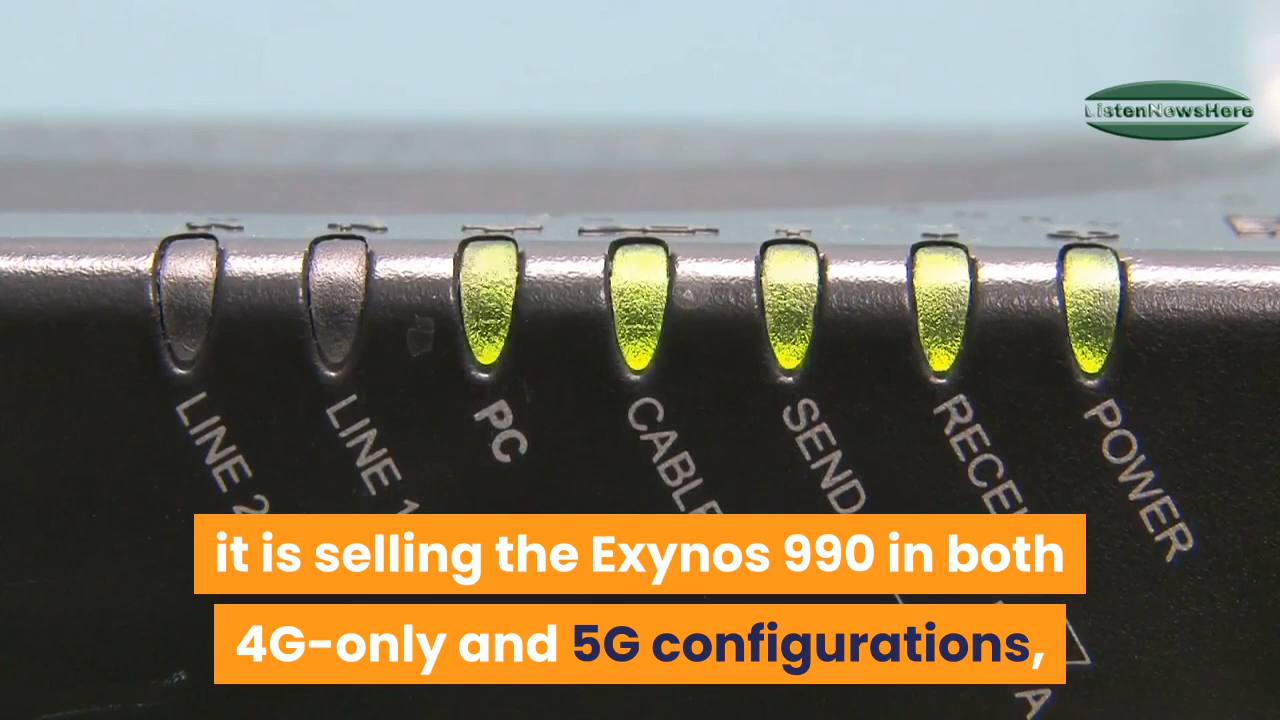 ListenNewsHere
LINE 2
LINE 1
PC
CABLE
SEND
POWER
it is selling the Exynos 990 in both
4G-only and 5G configurations,